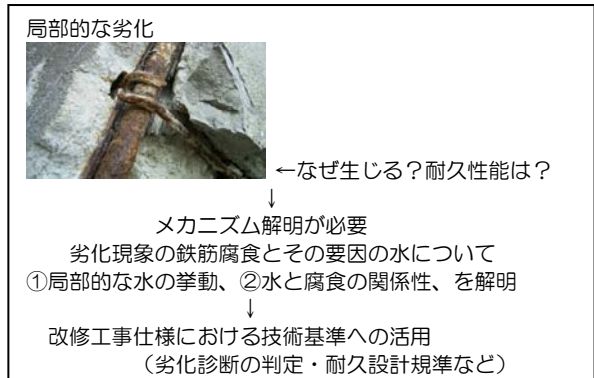 局部的な劣化
←なぜ生じる？耐久性能は？
↓
メカニズム解明が必要
劣化現象の鉄筋腐食とその要因の水について
①局部的な水の挙動、②水と腐食の関係性、を解明
↓
改修工事仕様における技術基準への活用
（劣化診断の判定・耐久設計規準など）